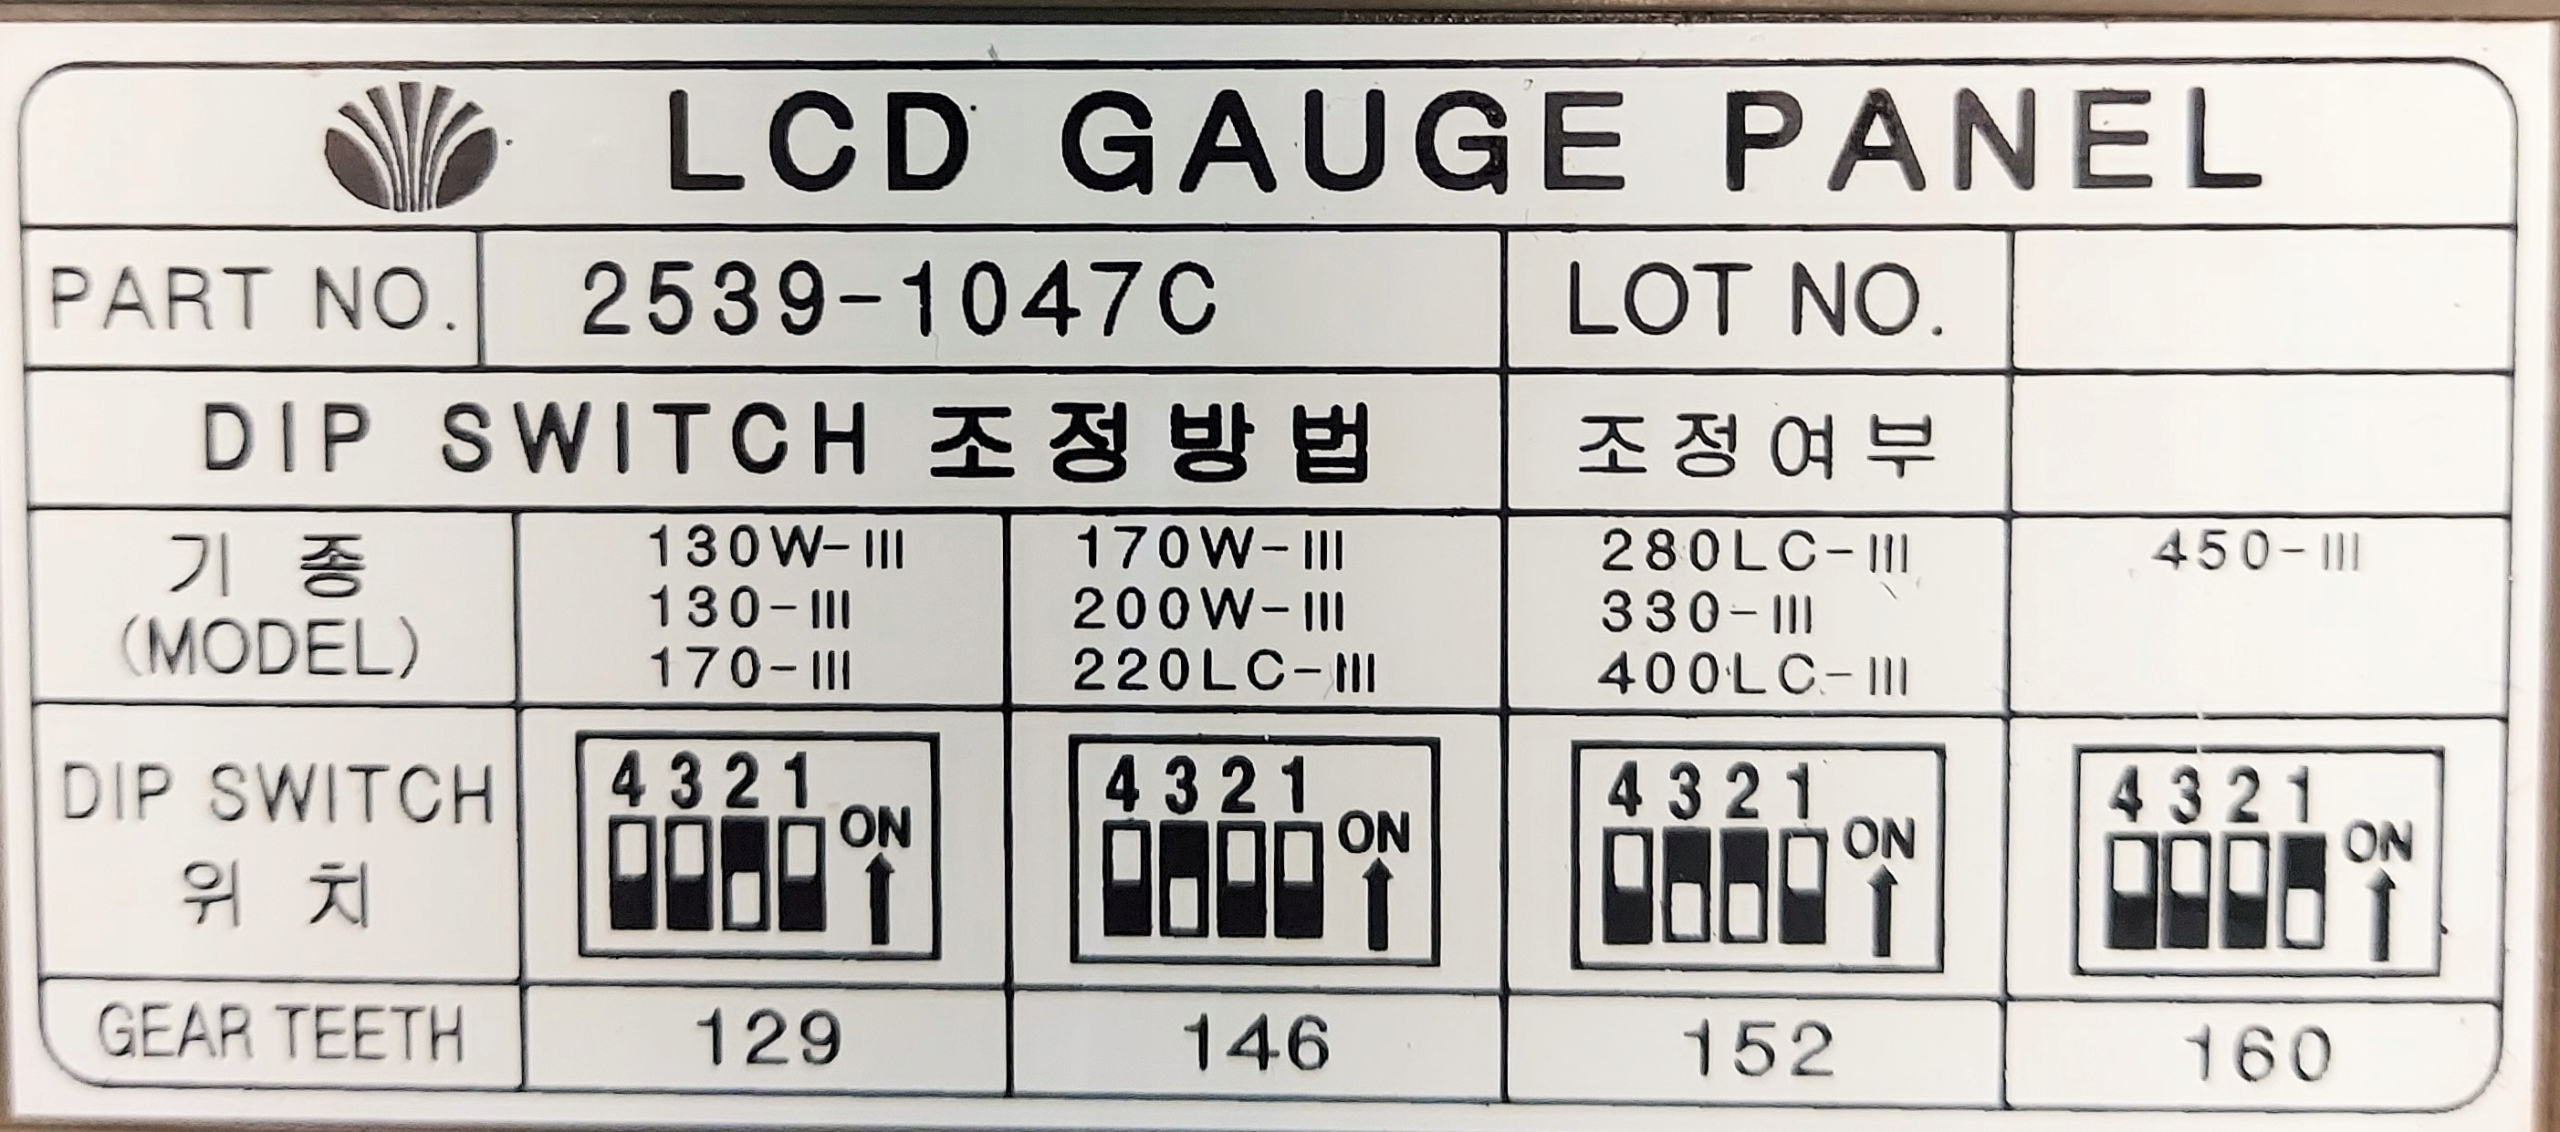 LCD GAUGE PANEL
PART NO. 2539-1047C LOT NO.
DIP SWITCH 조정방법 조정여부
기 종
(MODEL)
130W-III
130-III
170-III
170W-III
200W-III
220LC-III
280LC-III
330-III
400LC-III
450-III
DIP SWITCH
위 치
4 3 2 1
ON
4 3 2 1
ON
4 3 2 1
ON
4 3 2 1
ON
GEAR TEETH 129 146 152 160